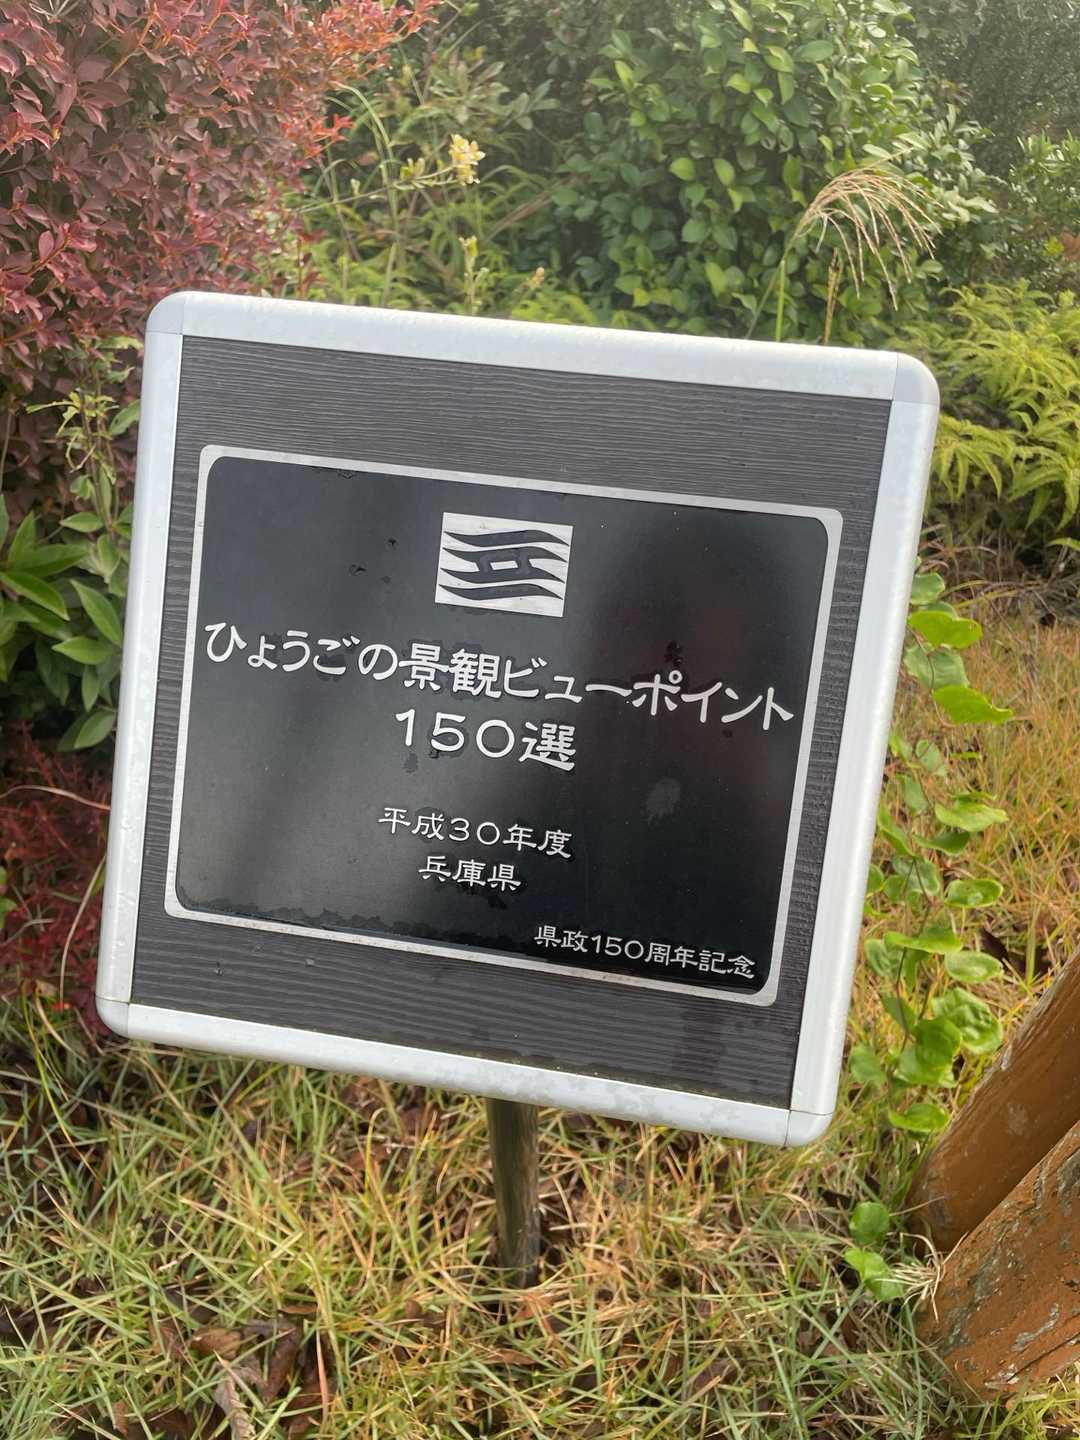 ひょうごの景観ビューポイント
150選
平成30年度
兵庫県
県政150周年記念